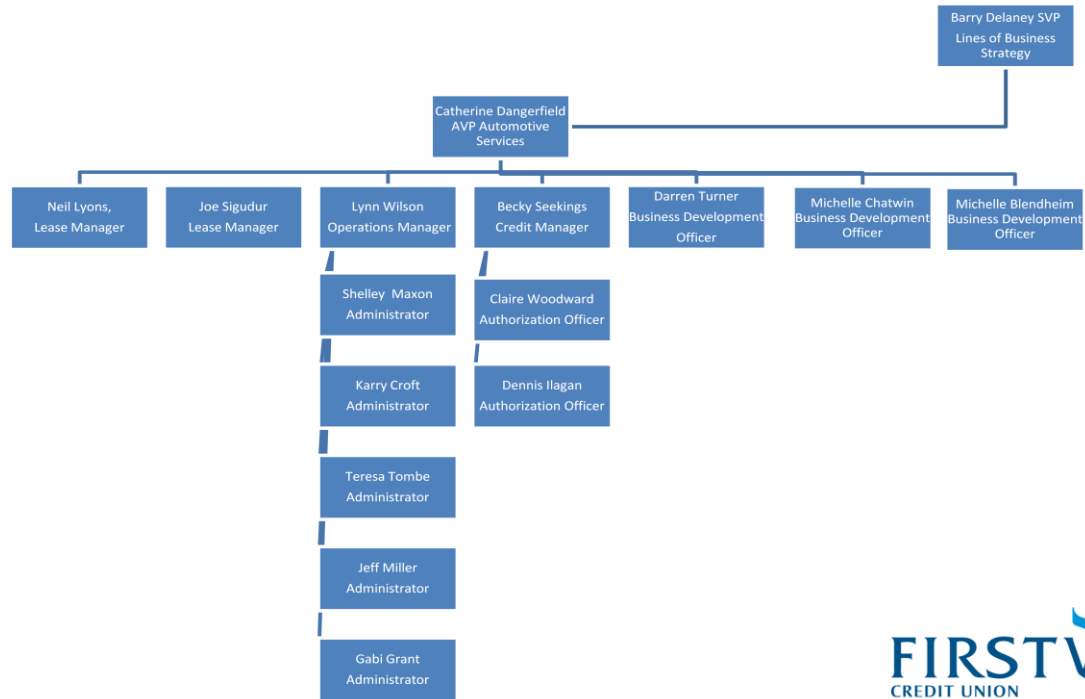 Barry Delaney SVP
Lines of Business
Strategy
Catherine Dangerfield
AVP Automotive
Services
Neil Lyons,
Lease Manager
Joe Sigudur
Lease Manager
Lynn Wilson
Operations Manager
Becky Seekings
Credit Manager
Darren Turner
Business Development
Officer
Michelle Chatwin
Business Development
Officer
Michelle Blendheim
Business Development
Officer
Shelley Maxon
Administrator
Claire Woodward
Authorization Officer
Karry Croft
Administrator
Dennis Ilagan
Authorization Officer
Teresa Tombe
Administrator
Jeff Miller
Administrator
Gabi Grant
Administrator
FIRST
CREDIT UNION